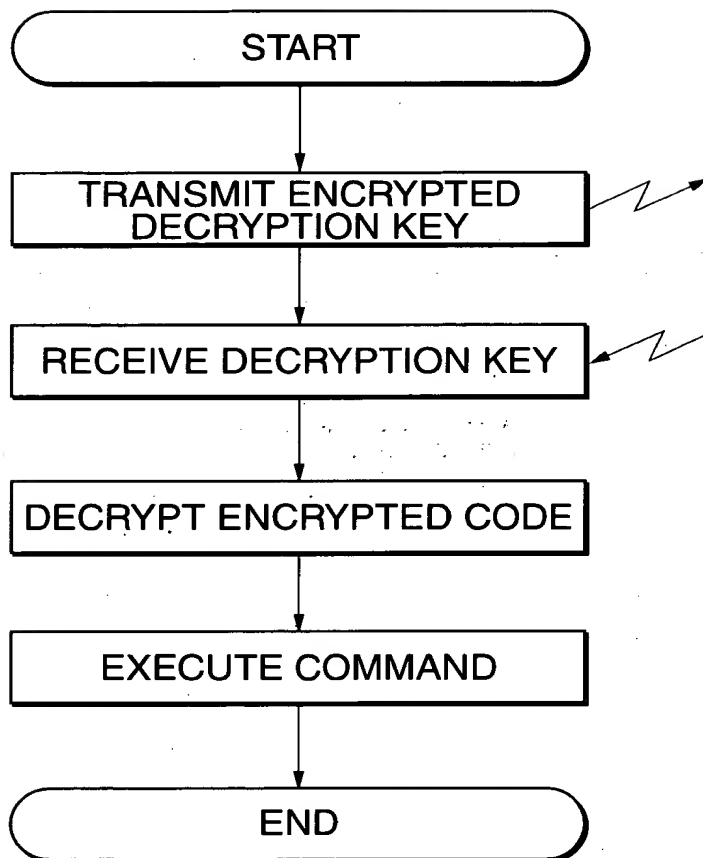 START
TRANSMIT ENCRYPTED
DECRYPTION KEY
RECEIVE DECRYPTION KEY
DECRYPT ENCRYPTED CODE
EXECUTE COMMAND
END